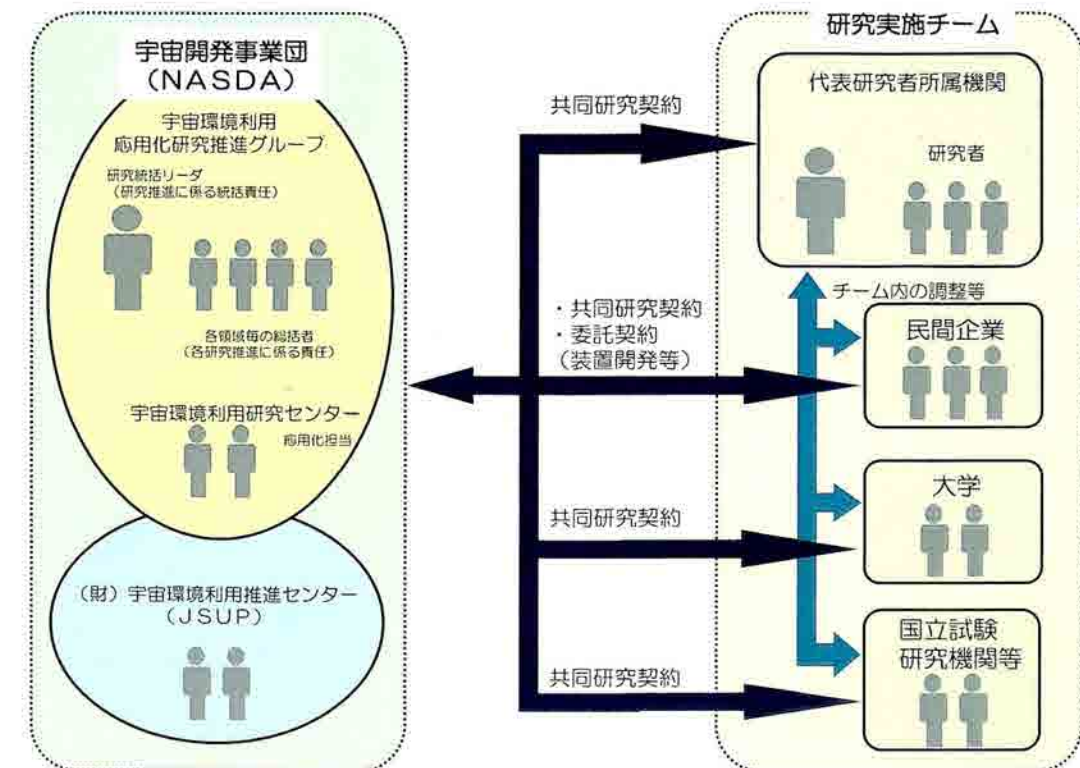 宇宙開発事業団
(NASDA)
宇宙環境利用
応用化研究推進グループ
研究統括リーダ
(研究推進に係る統括責任)
各領域毎の総括者
(各研究推進に係る責任)
宇宙環境利用研究センター
応用化担当
(財)宇宙環境利用推進センター
(JSUP)
共同研究契約
・共同研究契約
・委託契約
(装置開発等)
共同研究契約
共同研究契約
研究実施チーム
代表研究者所属機関
研究者
チーム内の調整等
民間企業
大学
国立試験
研究機関等